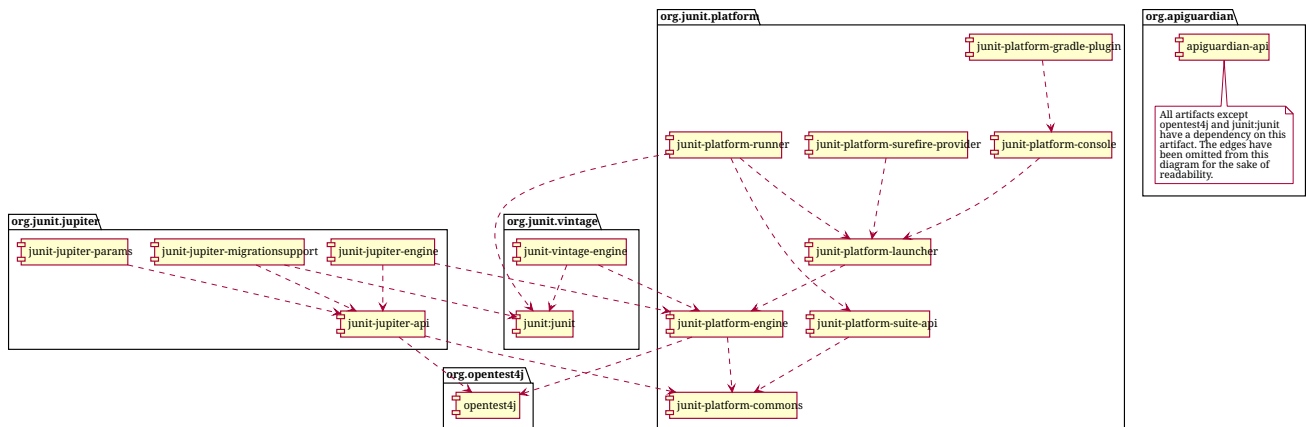 org.junit.platform
org.apiguardian
junit-platform-gradle-plugin
apiguardian-api
All artifacts except
opentest4j and junit:junit
have a dependency on this
artifact. The edges have
been omitted from this
diagram for the sake of
readability.
junit-platform-runner
junit-platform-surefire-provider
junit-platform-console
org.junit.jupiter
org.junit.vintage
junit-jupiter-params
junit-jupiter-migrationsupport
junit-jupiter-engine
junit-vintage-engine
junit-platform-launcher
junit-jupiter-api
junit:junit
junit-platform-engine
junit-platform-suite-api
org.opentest4j
opentest4j
junit-platform-commons